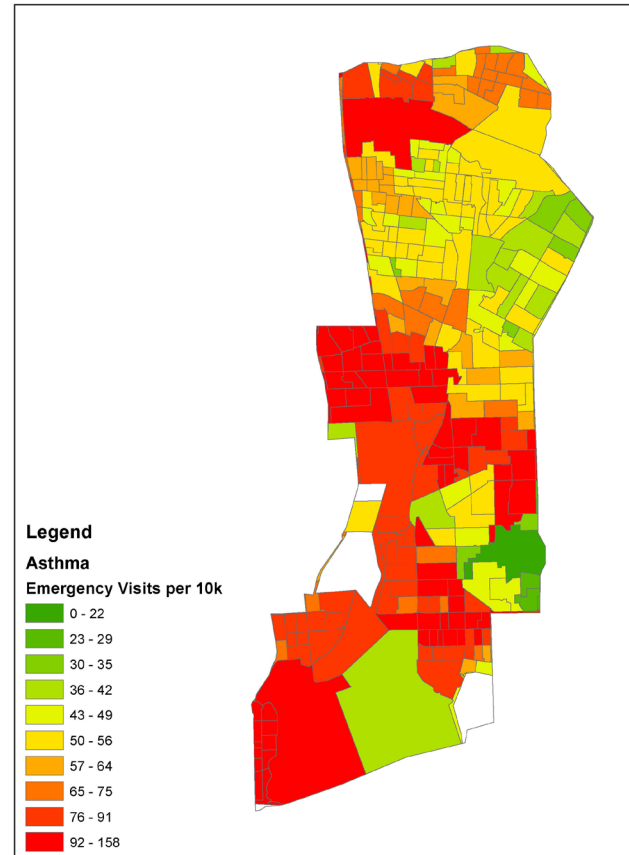 Legend
Asthma
Emergency Visits per 10k
0 - 22
23 - 29
30 - 35
36 - 42
43 - 49
50 - 56
57 - 64
65 - 75
76 - 91
92 - 158